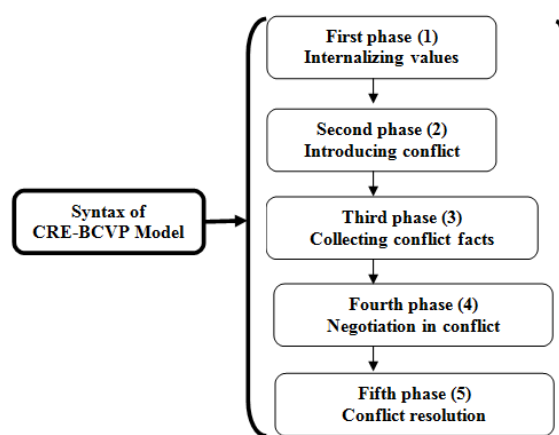 First phase (1)
Internalizing values
Second phase (2)
Introducing conflict
Syntax of
CRE-BCVP Model
Third phase (3)
Collecting conflict facts
Fourth phase (4)
Negotiation in conflict
Fifth phase (5)
Conflict resolution